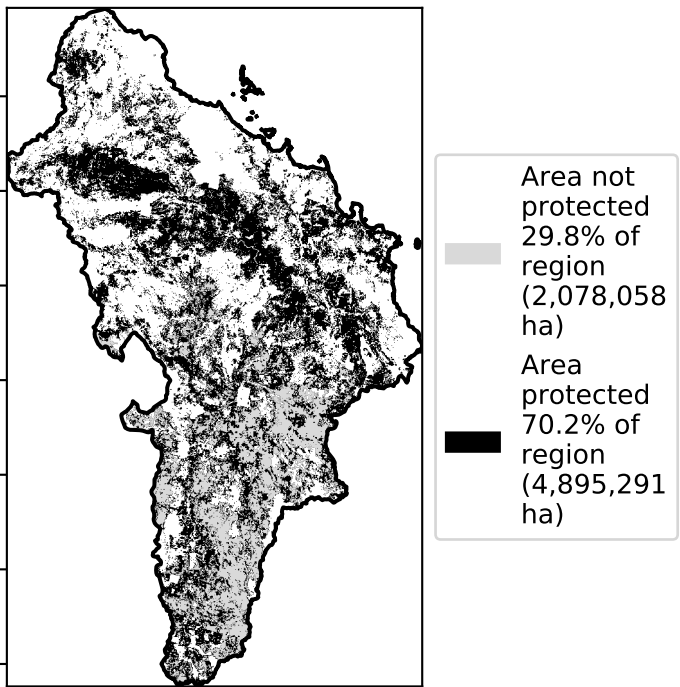 Area not
protected
29.8% of
region
(2,078,058
ha)
Area
protected
70.2% of
region
(4,895,291
ha)